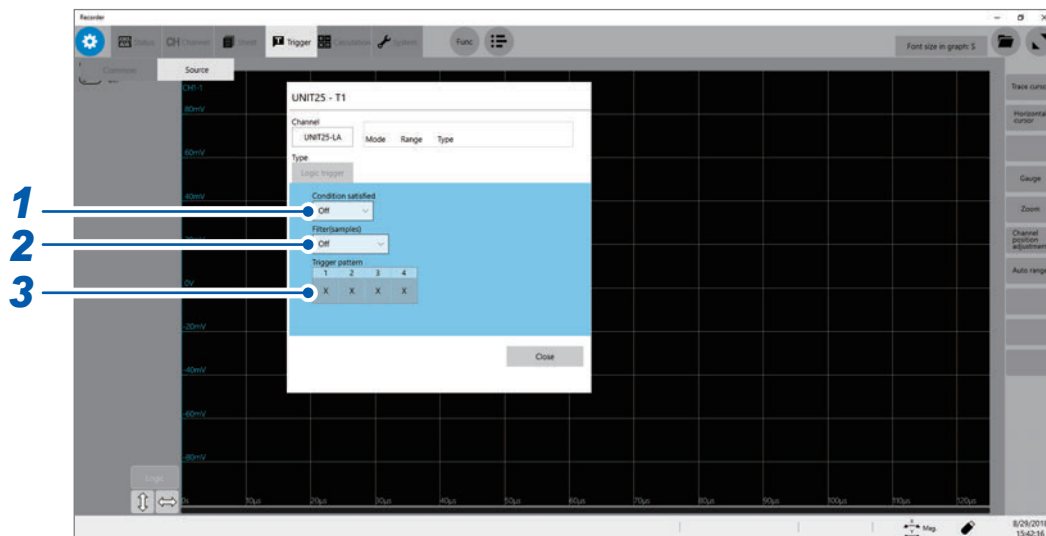 Recorder
Status CH Channel Sheet Trigger Calculation System Func Font size in graph: S
Common Source
CH1-1
80mV
60mV
40mV
0V
-20mV
-40mV
-60mV
-80mV
UNIT25 - T1
Channel
UNIT25-LA Mode Range Type
Type
Logic trigger
Condition satisfied
1 Off
Filter(samples)
2 Off
Trigger pattern
1 2 3 4
3 X X X X
Close
Trace
Horizontal
cursor
Gauge
Zoom
Channel
position
adjustment
Auto range
Logic
0s 10µs 20µs 30µs 40µs 50µs 60µs 70µs 80µs 90µs 100µs 110µs 120µs
X
Y
Mag.
8/29/2018
15:42:16